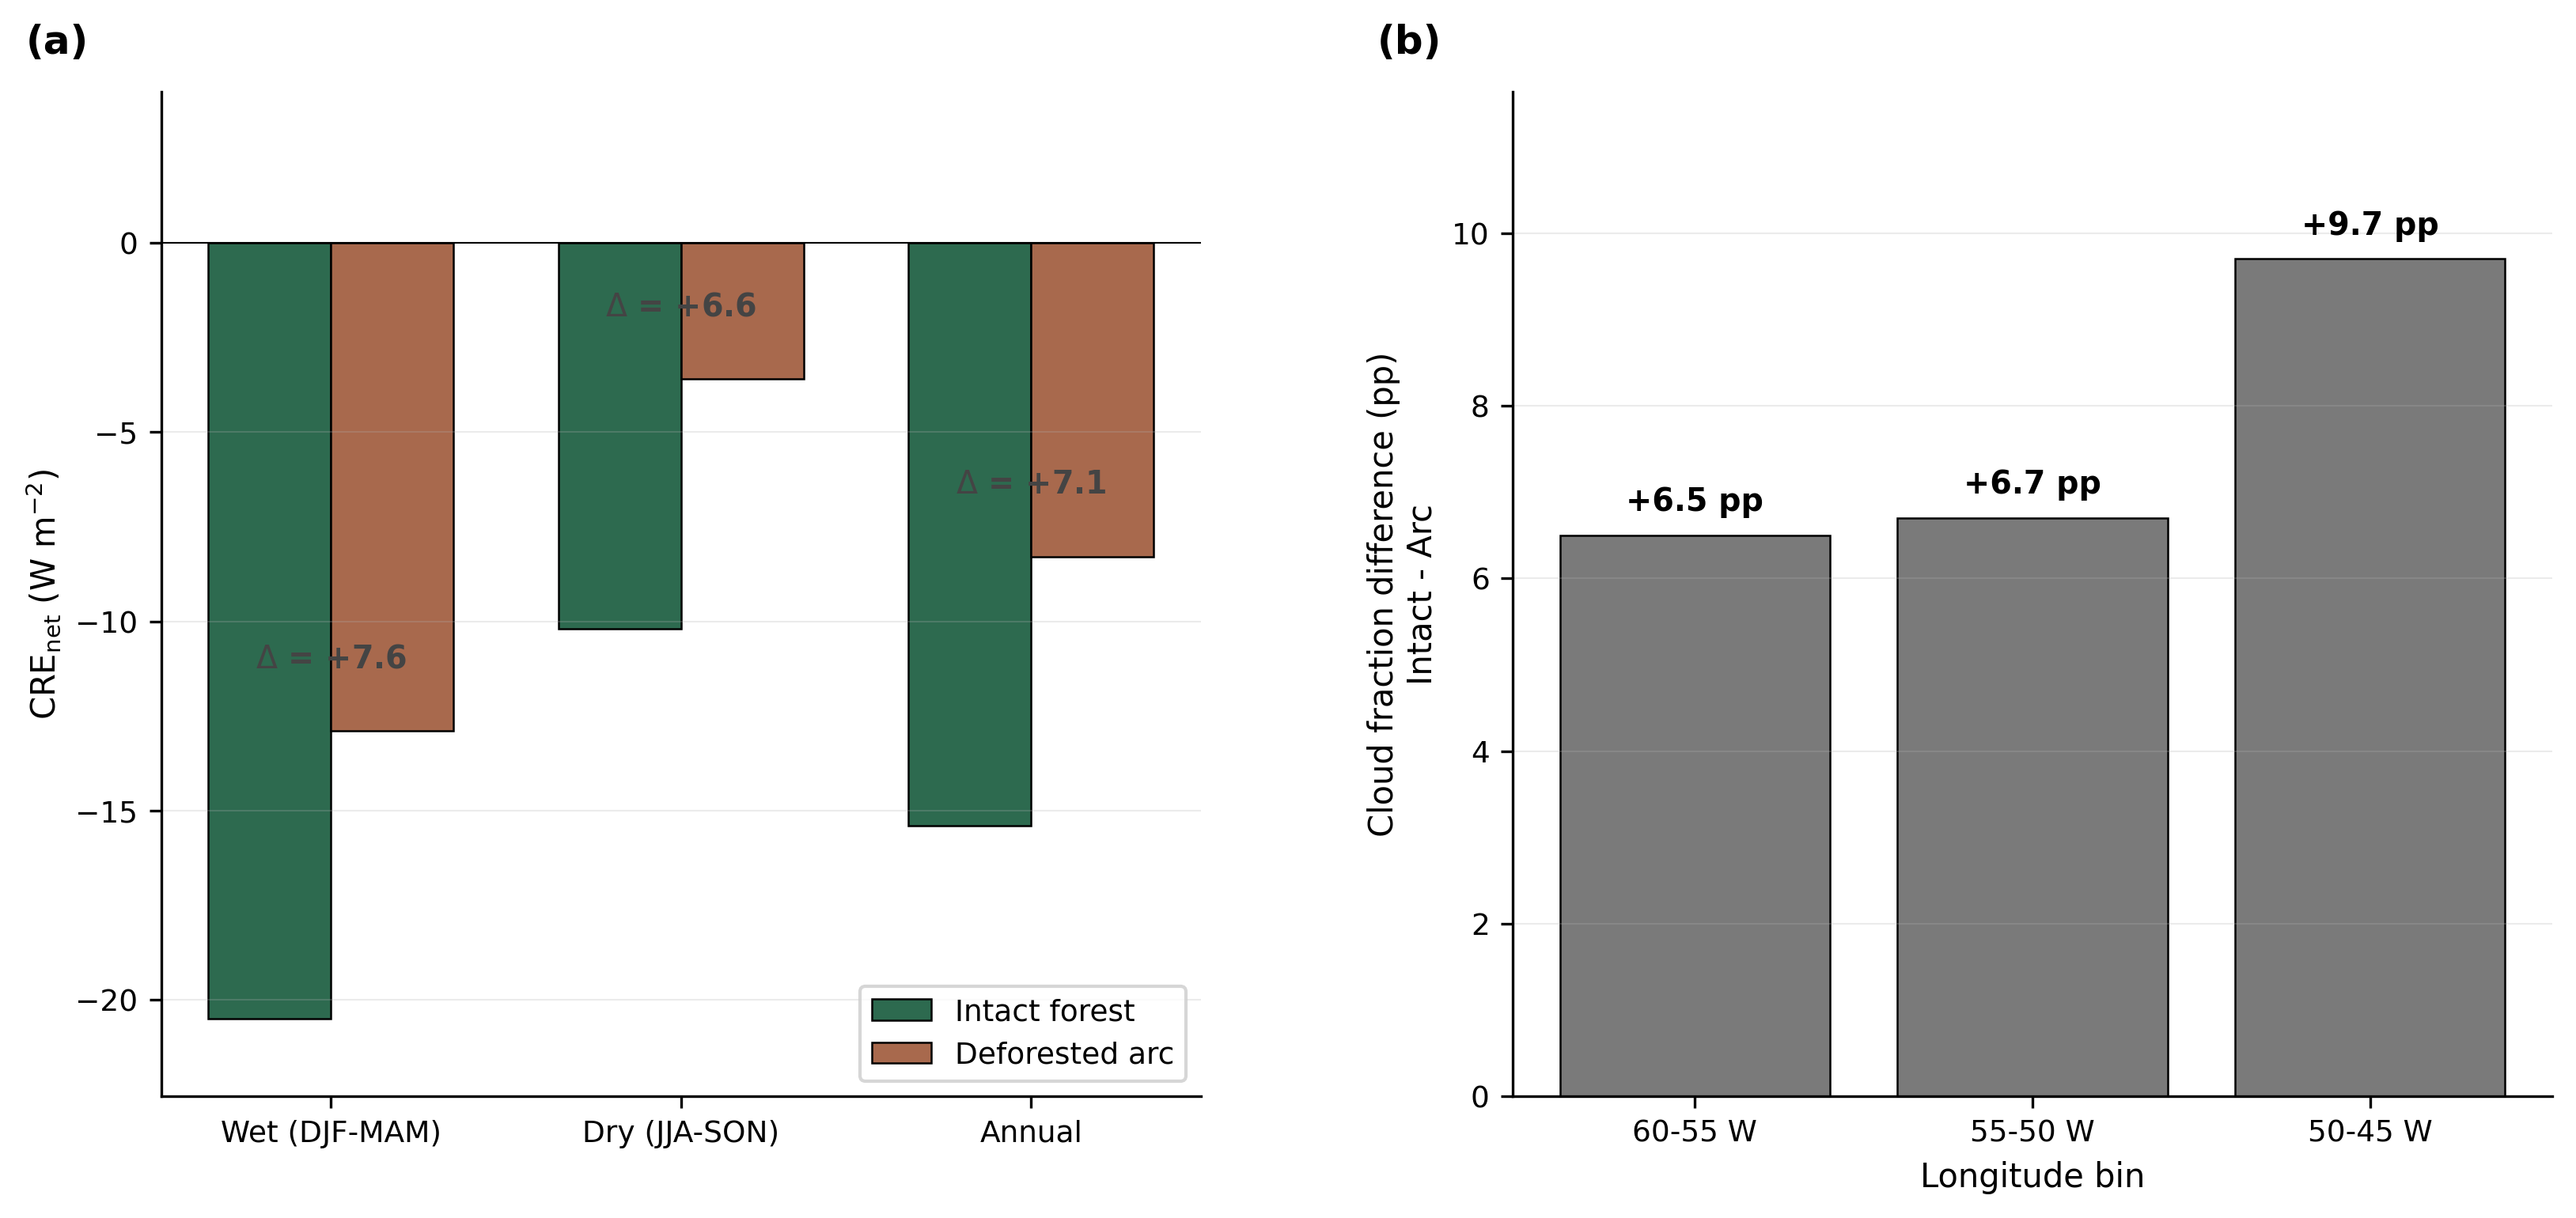 (a)
CRE_net (W m⁻²)
0
−5
−10
−15
−20
Δ = +7.6
Δ = +6.6
Δ = +7.1
Intact forest
Deforested arc
Wet (DJF-MAM)
Dry (JJA-SON)
Annual
(b)
Cloud fraction difference (pp)
Intact - Arc
10
8
6
4
2
0
+6.5 pp
+6.7 pp
+9.7 pp
60-55 W
55-50 W
50-45 W
Longitude bin